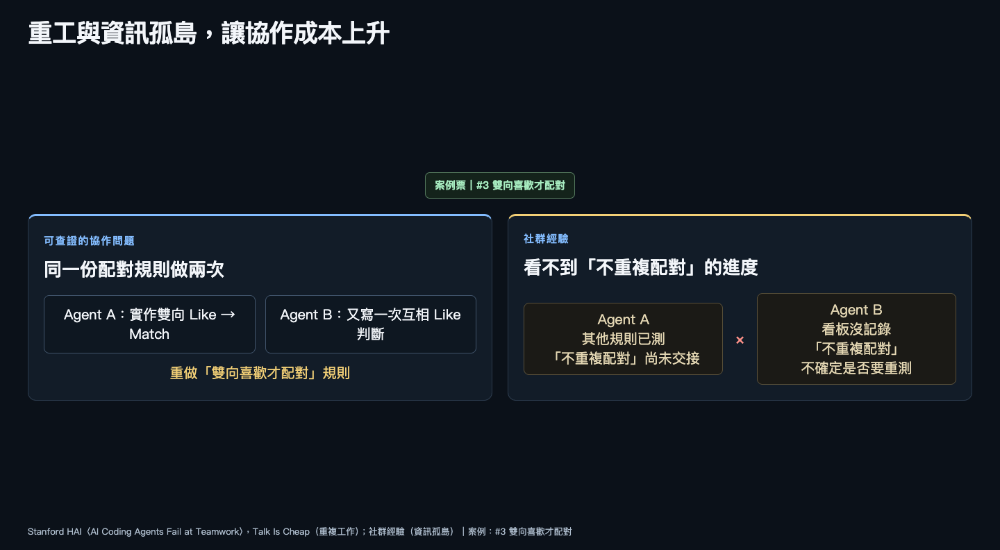 重工與資訊孤島，讓協作成本上升
案例票｜#3 雙向喜歡才配對
可查證的協作問題
同一份配對規則做兩次
Agent A：實作雙向 Like →
Match
Agent B：又寫一次互相 Like
判斷
重做「雙向喜歡才配對」規則
社群經驗
看不到「不重複配對」的進度
Agent A
其他規則已測
「不重複配對」尚未交接
×
Agent B
看板沒記錄
「不重複配對」
不確定是否要重測
Stanford HAI〈AI Coding Agents Fail at Teamwork〉，Talk Is Cheap（重複工作）；社群經驗（資訊孤島）｜案例：#3 雙向喜歡才配對